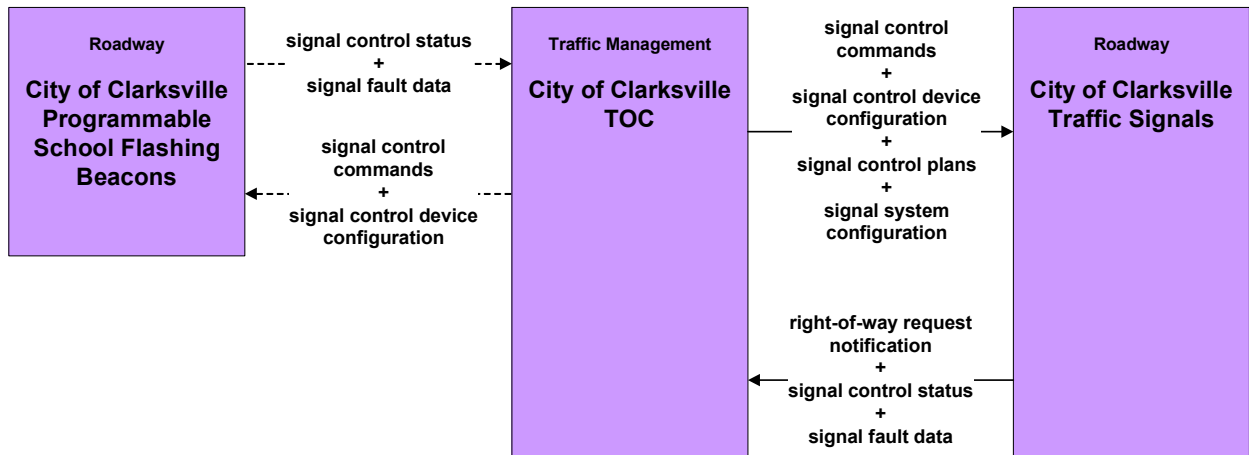 Roadway
City of Clarksville
Programmable
School Flashing
Beacons
signal control status
+
signal fault data
signal control
commands
+
signal control device
configuration
Traffic Management
City of Clarksville
TOC
signal control
commands
+
signal control device
configuration
+
signal control plans
+
signal system
configuration
right-of-way request
notification
+
signal control status
+
signal fault data
Roadway
City of Clarksville
Traffic Signals